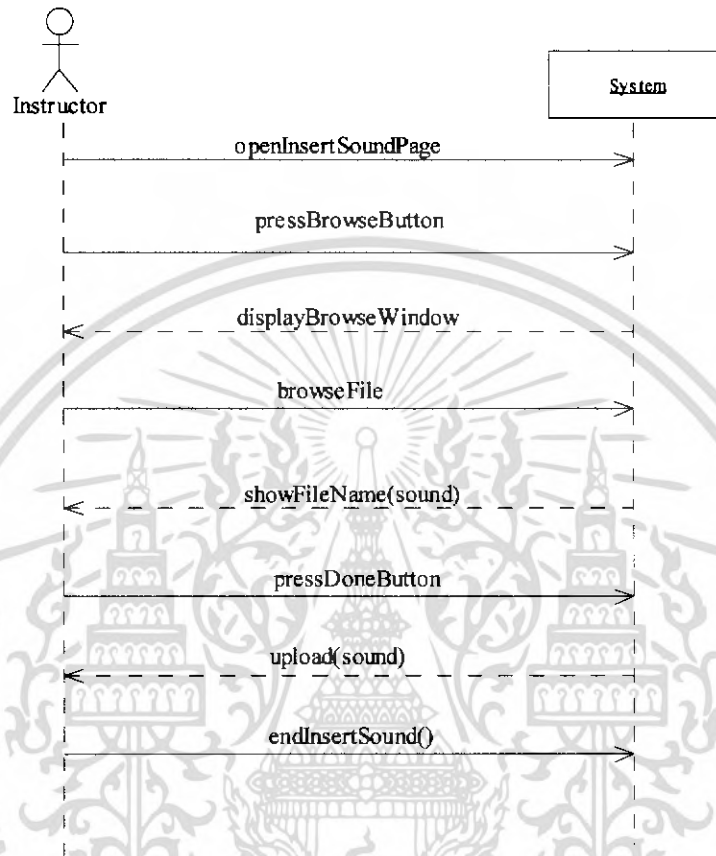 Instructor
System
openInsertSoundPage
pressBrowseButton
displayBrowseWindow
browseFile
showFileName(sound)
pressDoneButton
upload(sound)
endInsertSound()